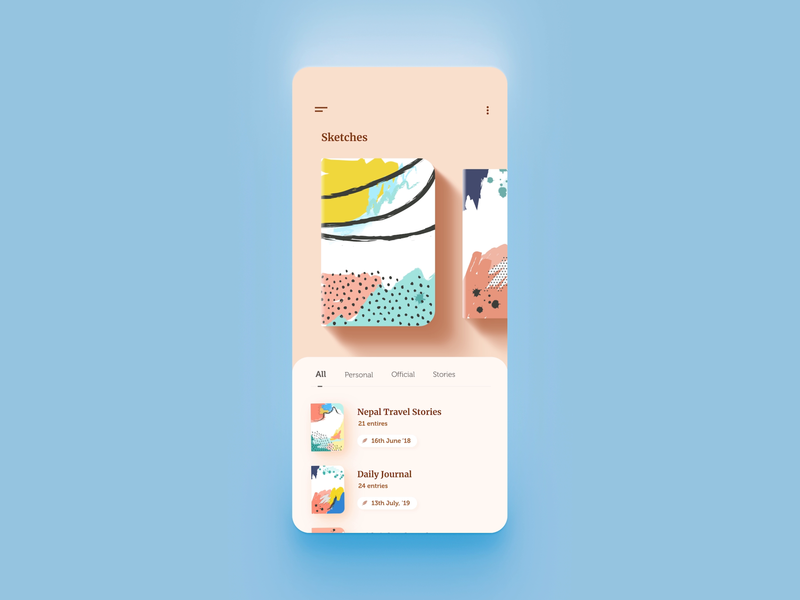 Sketches
All Personal Official Stories
Nepal Travel Stories
21 entires
16th June '18
Daily Journal
24 entries
13th July, '19